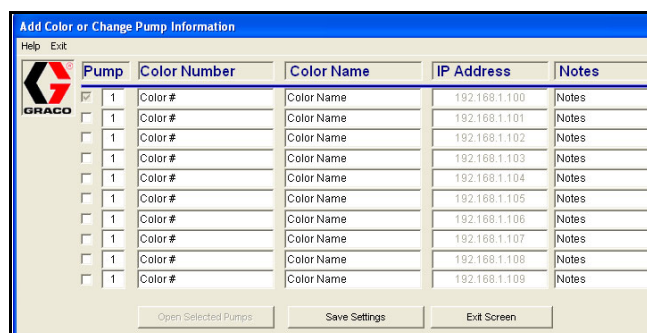 Add Color or Change Pump Information
Help Exit
GRACO
Pump Color Number Color Name IP Address Notes
1 Color # Color Name 192.168.1.100 Notes
1 Color # Color Name 192.168.1.101 Notes
1 Color # Color Name 192.168.1.102 Notes
1 Color # Color Name 192.168.1.103 Notes
1 Color # Color Name 192.168.1.104 Notes
1 Color # Color Name 192.168.1.105 Notes
1 Color # Color Name 192.168.1.106 Notes
1 Color # Color Name 192.168.1.107 Notes
1 Color # Color Name 192.168.1.108 Notes
1 Color # Color Name 192.168.1.109 Notes
Open Selected Pumps Save Settings Exit Screen